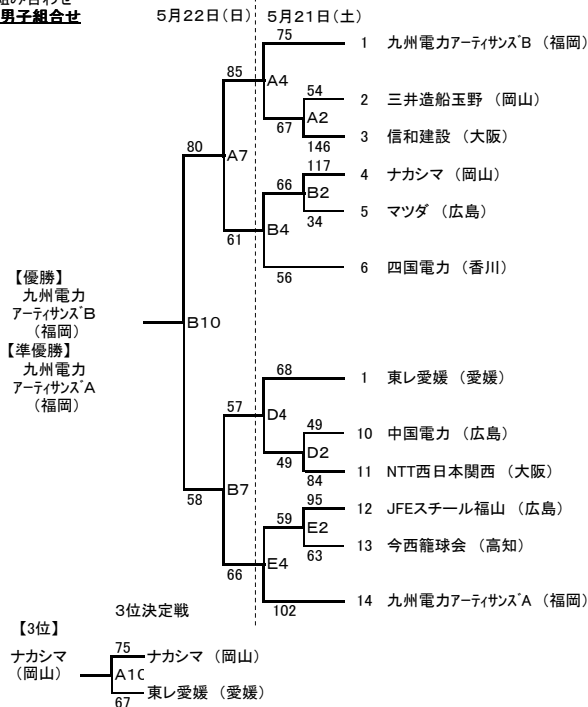 男子組合せ
5月22日(日) 5月21日(土)
75
1 九州電力アーティサンズB (福岡)
85
A4
54
2 三井造船玉野 (岡山)
A2
67
3 信和建設 (大阪)
146
80
A7
117
4 ナカシマ (岡山)
66
B2
5 マツダ (広島)
34
61
B4
6 四国電力 (香川)
56
【優勝】
九州電力
アーティサンズB
(福岡)
B10
【準優勝】
九州電力
アーティサンズA
(福岡)
68
1 東レ愛媛 (愛媛)
57
D4
49
10 中国電力 (広島)
D2
49
11 NTT西日本関西 (大阪)
84
B7
58
95
12 JFEスチール福山 (広島)
59
E2
13 今西籠球会 (高知)
63
E4
66
14 九州電力アーティサンズA (福岡)
102
3位決定戦
【3位】
75
ナカシマ
(岡山)
ナカシマ (岡山)
A10
東レ愛媛 (愛媛)
67